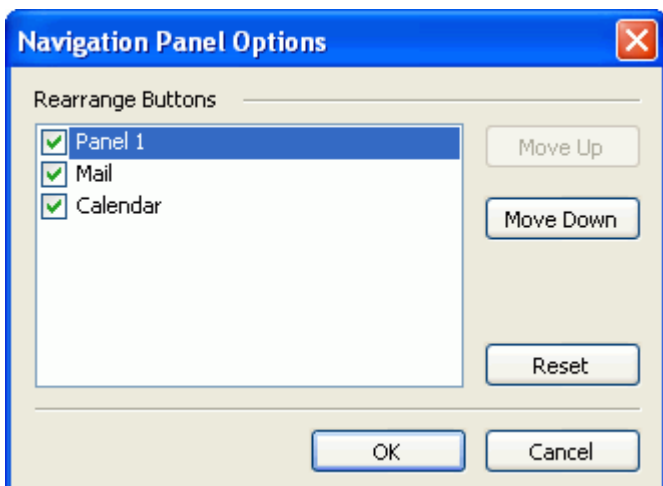 Navigation Panel Options
Rearrange Buttons
Panel 1
Move Up
Mail
Calendar
Move Down
Reset
OK
Cancel